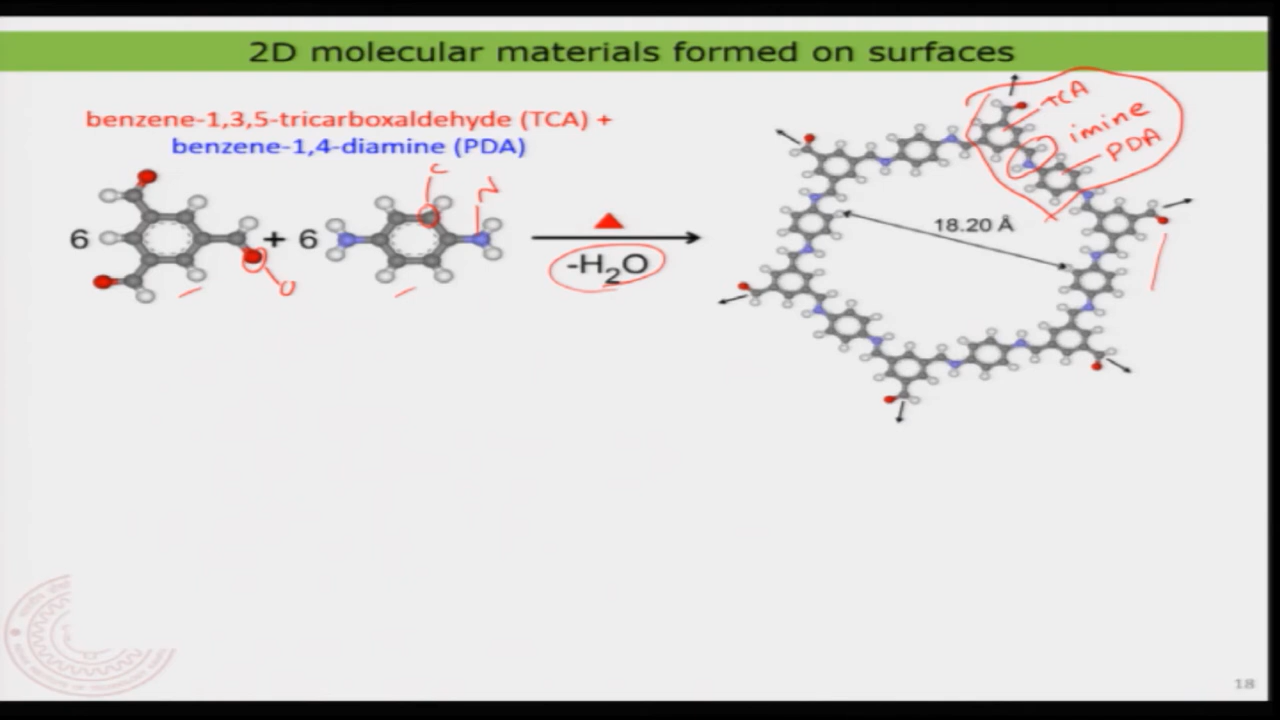 2D molecular materials formed on surfaces
benzene-1,3,5-tricarboxaldehyde (TCA) +
benzene-1,4-diamine (PDA)
C
N
6
+ 6
-H₂O
O
TCA
imine
PDA
18.20 Å
18